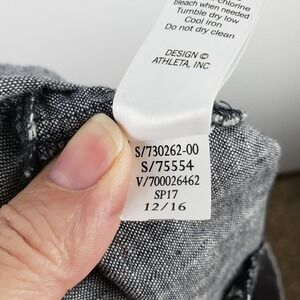 bleach when needed
Tumble dry low
Cool Iron
Do not dry clean
DESIGN ©
ATHLETA, INC
S/730262-00
S/75554
V/700026462
SP17
12/16